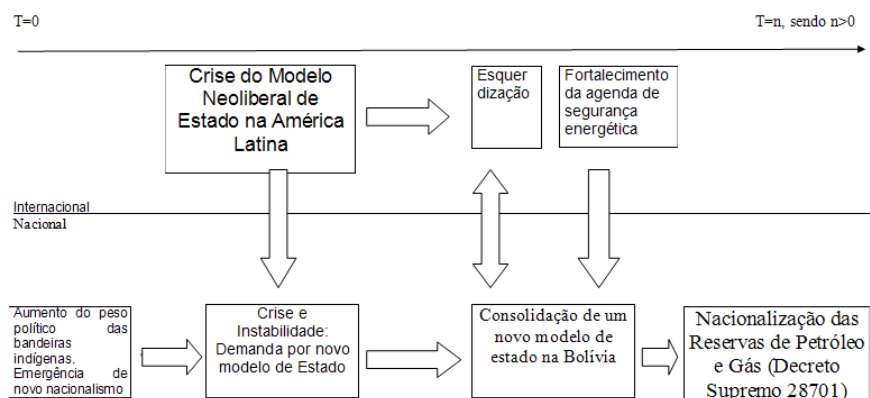 T=0
T=n, sendo n>0
Crise do Modelo
Neoliberal de
Estado na América
Latina
Esquer
dização
Fortalecimento
da agenda de
segurança
energética
Internacional
Nacional
Aumento do peso
político das
bandeiras
indígenas.
Emergência de
novo nacionalismo
Crise e
Instabilidade:
Demanda por novo
modelo de Estado
Consolidação de um
novo modelo de
estado na Bolívia
Nacionalização das
Reservas de Petróleo
e Gás (Decreto
Supremo 28701)